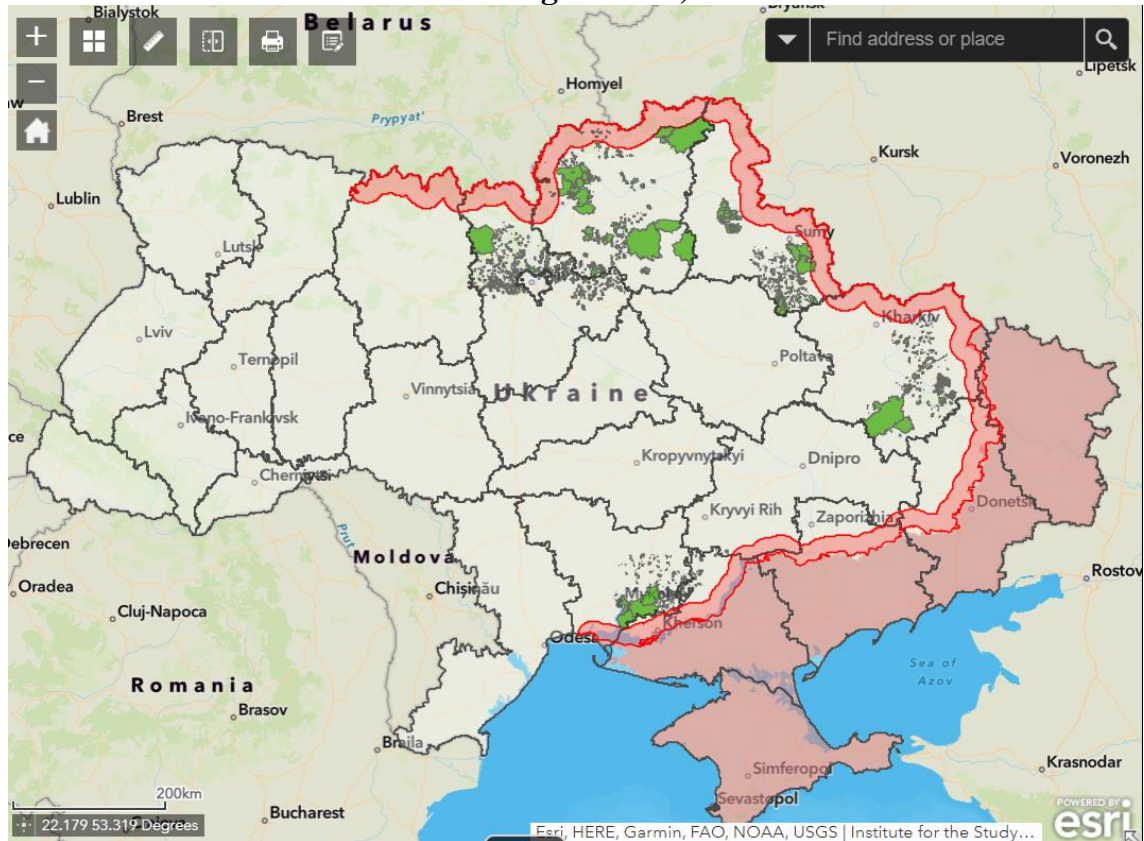 Bialystok
Belarus
Find address or place
Lipetsk
Homyel
Brest
Prypyat'
Kursk
Voronezh
Lublin
Lutsk
Sumy
Kharkiv
Lviv
Ternopil
Poltava
Vinnytsia
Ukraine
Ivano-Frankivsk
Kropyvnytskyi
Dnipro
Chernivtsi
Kryvyi Rih
Zaporizhia
Donetsk
Prut
Debrecen
Moldova
Rostov
Oradea
Chișinău
Cluj-Napoca
Kherson
Odesa
Sea of
Azov
Romania
Brasov
Braila
Krasnodar
Simferopol
200km
Sevastopol
Bucharest
22.179 53.319 Degrees
Esri, HERE, Garmin, FAO, NOAA, USGS | Institute for the Study…
POWERED BY
esri